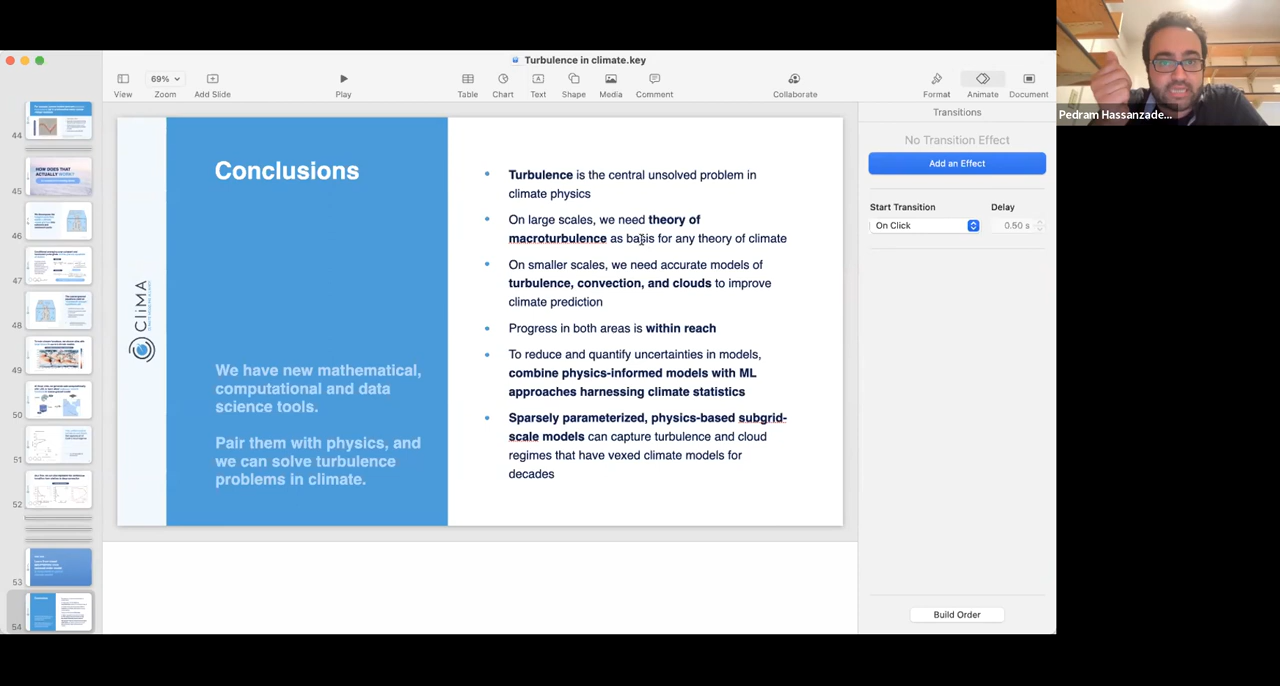 Turbulence in climate.key
69%
View
Zoom
Add Slide
Play
Table
Chart
Text
Shape
Media
Comment
Collaborate
Format
Animate
Document
Pedram Hassanzade...
Transitions
No Transition Effect
Add an Effect
Start Transition
Delay
On Click
0.50 s
Build Order
44
45
46
47
48
49
50
51
52
53
54
HOW DOES THAT
ACTUALLY WORK?
Conclusions
CliMA
We have new mathematical,
computational and data
science tools.
Pair them with physics, and
we can solve turbulence
problems in climate.
• Turbulence is the central unsolved problem in
climate physics
• On large scales, we need theory of
macroturbulence as basis for any theory of climate
• On smaller scales, we need accurate models of
turbulence, convection, and clouds to improve
climate prediction
• Progress in both areas is within reach
• To reduce and quantify uncertainties in models,
combine physics-informed models with ML
approaches harnessing climate statistics
• Sparsely parameterized, physics-based subgrid-
scale models can capture turbulence and cloud
regimes that have vexed climate models for
decades